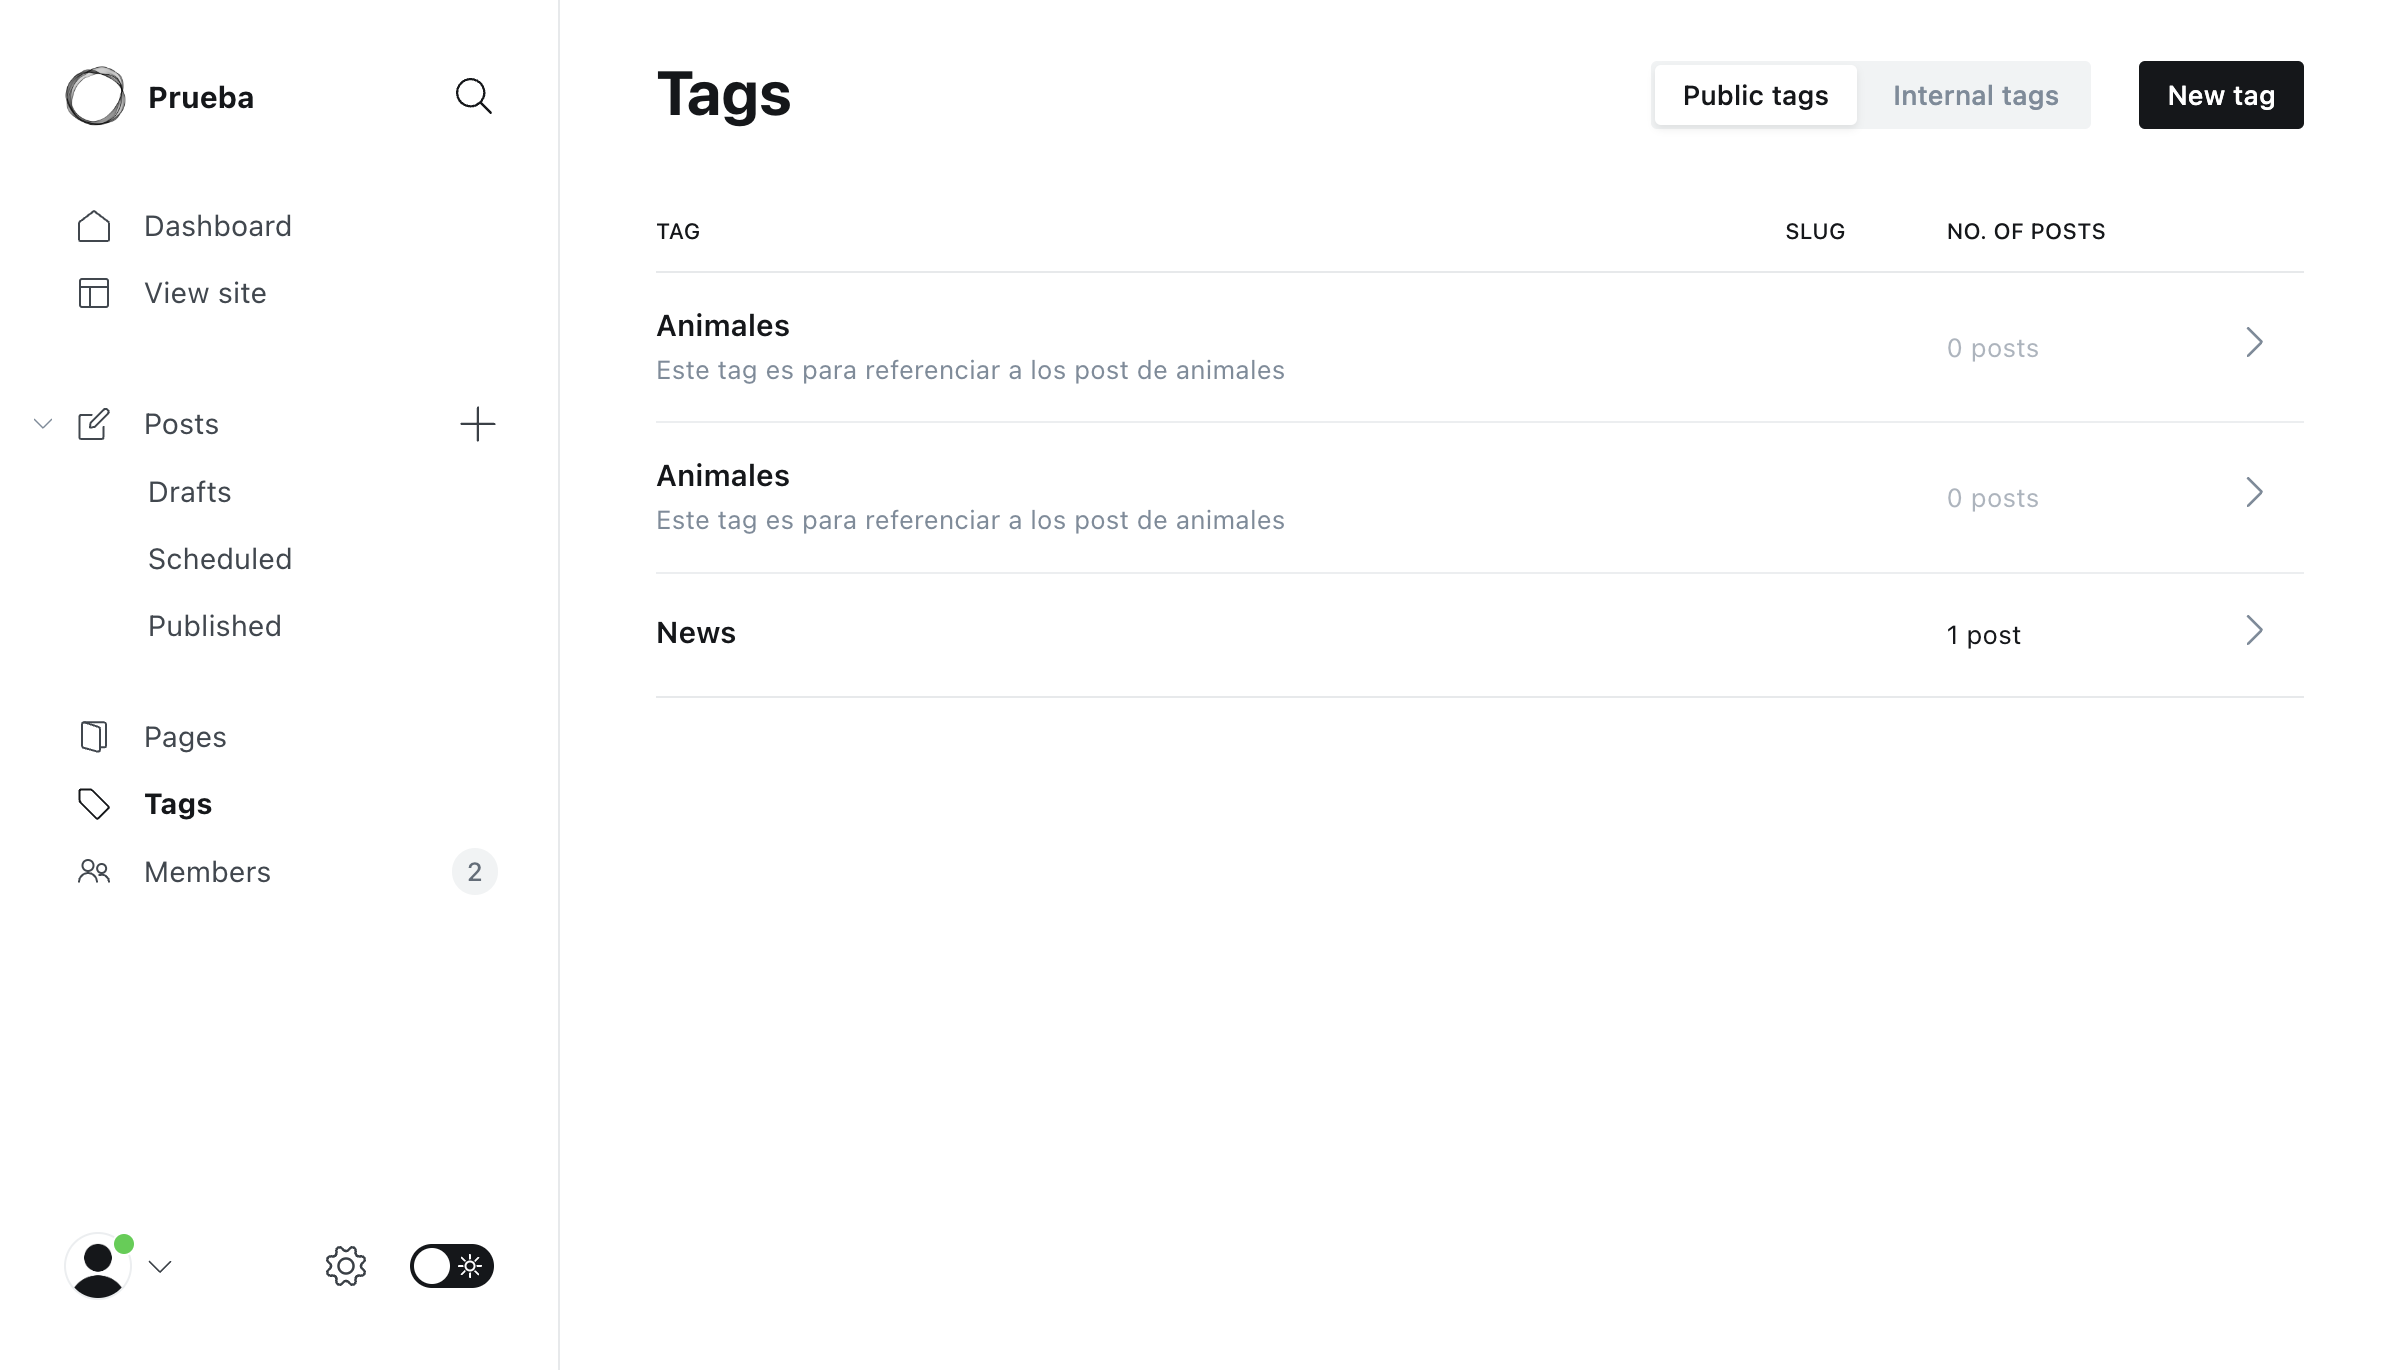 Prueba
Dashboard
View site
Posts
Drafts
Scheduled
Published
Pages
Tags
Members 2
Tags
Public tags Internal tags New tag
TAG SLUG NO. OF POSTS
Animales
Este tag es para referenciar a los post de animales
0 posts
Animales
Este tag es para referenciar a los post de animales
0 posts
News 1 post